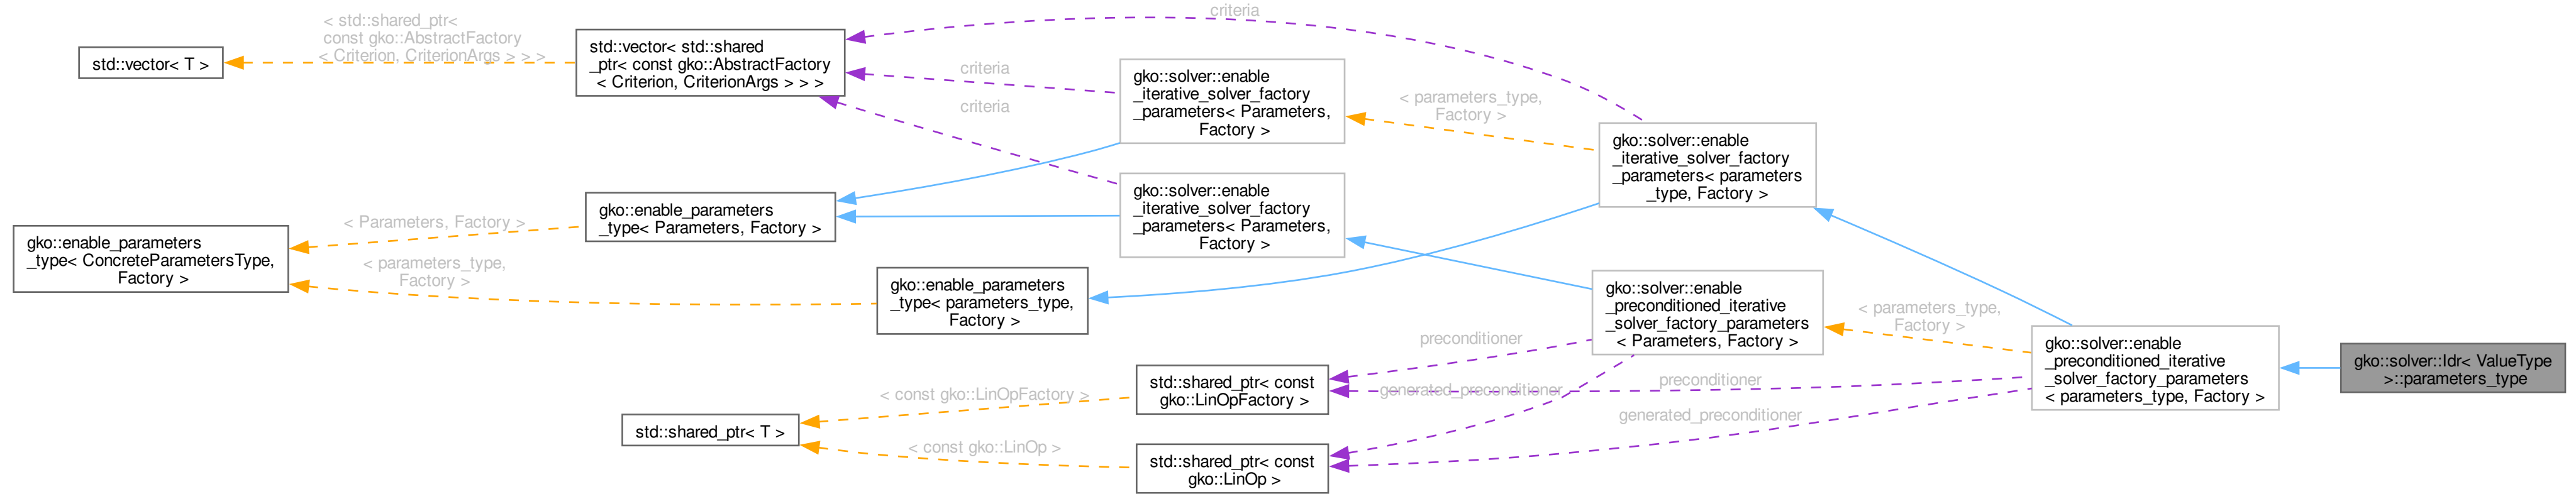 criteria
< std::shared_ptr<
const gko::AbstractFactory
< Criterion, CriterionArgs > > >
std::vector< T >
std::vector< std::shared
_ptr< const gko::AbstractFactory
< Criterion, CriterionArgs > > >
criteria
criteria
gko::solver::enable
_iterative_solver_factory
_parameters< Parameters,
Factory >
< parameters_type,
Factory >
gko::solver::enable
_iterative_solver_factory
_parameters< parameters
_type, Factory >
gko::solver::enable
_iterative_solver_factory
_parameters< Parameters,
Factory >
gko::enable_parameters
_type< Parameters, Factory >
< Parameters, Factory >
gko::enable_parameters
_type< ConcreteParametersType,
Factory >
< parameters_type,
Factory >
gko::enable_parameters
_type< parameters_type,
Factory >
gko::solver::enable
_preconditioned_iterative
_solver_factory_parameters
< Parameters, Factory >
< parameters_type,
Factory >
gko::solver::enable
_preconditioned_iterative
_solver_factory_parameters
< parameters_type, Factory >
gko::solver::Idr< ValueType
>::parameters_type
preconditioner
preconditioner
generated_preconditioner
generated_preconditioner
std::shared_ptr< const
gko::LinOpFactory >
< const gko::LinOpFactory >
std::shared_ptr< T >
< const gko::LinOp >
std::shared_ptr< const
gko::LinOp >